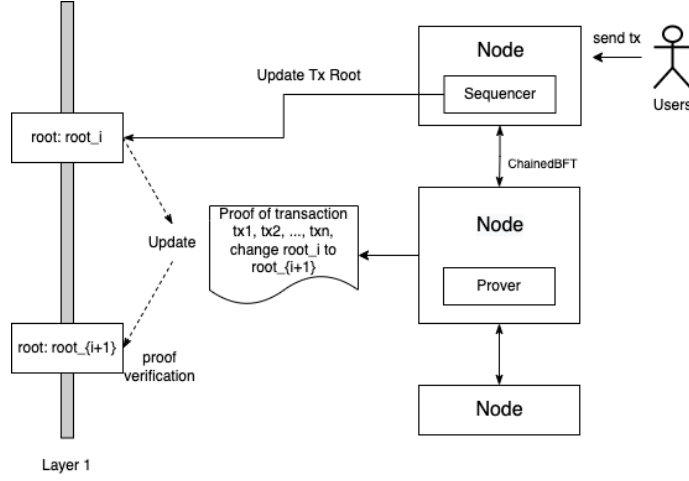 Node
send tx
Update Tx Root
Sequencer
Users
root: root_i
ChainedBFT
Proof of transaction
tx1, tx2, ..., txn,
change root_i to
root_{i+1}
Node
Update
Prover
root: root_{i+1}
proof
verification
Node
Layer 1